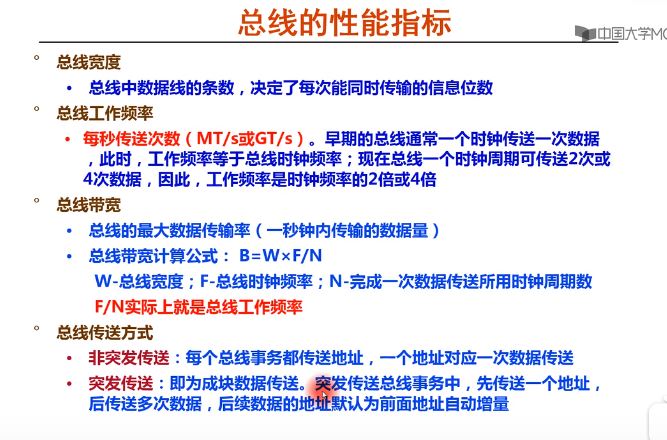 总线的性能指标
中国大学MO
总线宽度
• 总线中数据线的条数，决定了每次能同时传输的信息位数
总线工作频率
• 每秒传送次数（MT/s或GT/s）。早期的总线通常一个时钟传送一次数据
，此时，工作频率等于总线时钟频率；现在总线一个时钟周期可传送2次或
4次数据，因此，工作频率是时钟频率的2倍或4倍
总线带宽
• 总线的最大数据传输率（一秒钟内传输的数据量）
• 总线带宽计算公式： B=W×F/N
W-总线宽度；F-总线时钟频率；N-完成一次数据传送所用时钟周期数
F/N实际上就是总线工作频率
总线传送方式
• 非突发传送：每个总线事务都传送地址，一个地址对应一次数据传送
• 突发传送：即为成块数据传送。突发传送总线事务中，先传送一个地址，
后传送多次数据，后续数据的地址默认为前面地址自动增量